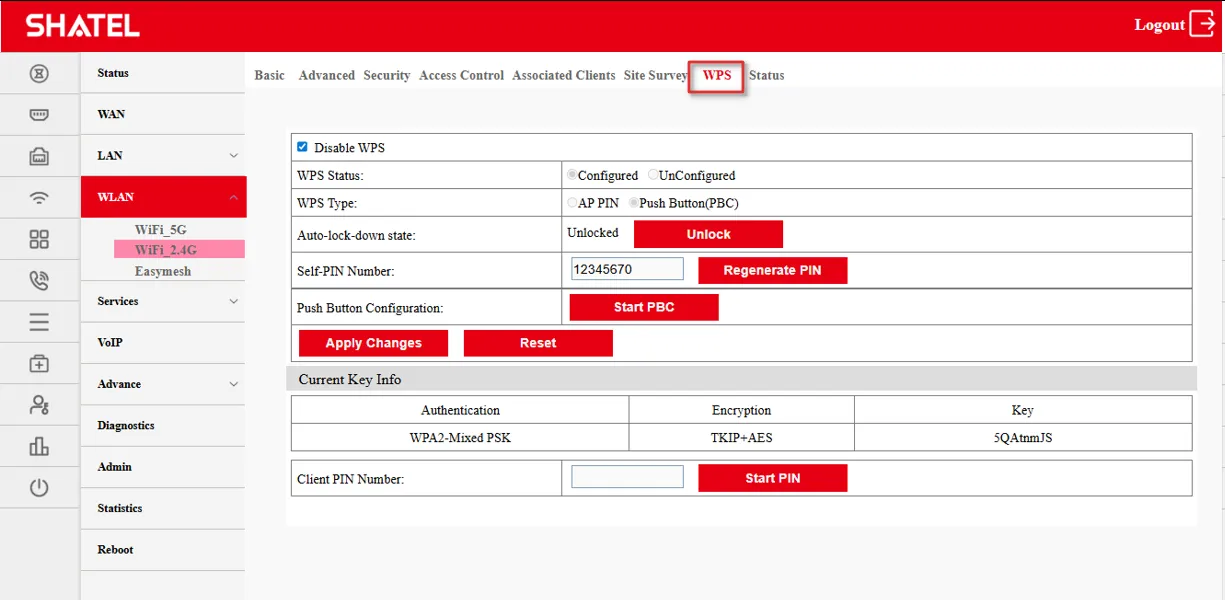 SHATEL
Logout
Status
WAN
LAN
WLAN
WiFi_5G
WiFi_2.4G
Easymesh
Services
VoIP
Advance
Diagnostics
Admin
Statistics
Reboot
Basic Advanced Security Access Control Associated Clients Site Survey WPS Status
Disable WPS
WPS Status: Configured UnConfigured
WPS Type: AP PIN Push Button(PBC)
Auto-lock-down state: Unlocked Unlock
Self-PIN Number: 12345670 Regenerate PIN
Push Button Configuration: Start PBC
Apply Changes Reset
Current Key Info
Authentication Encryption Key
WPA2-Mixed PSK TKIP+AES 5QAtnmJS
Client PIN Number: Start PIN